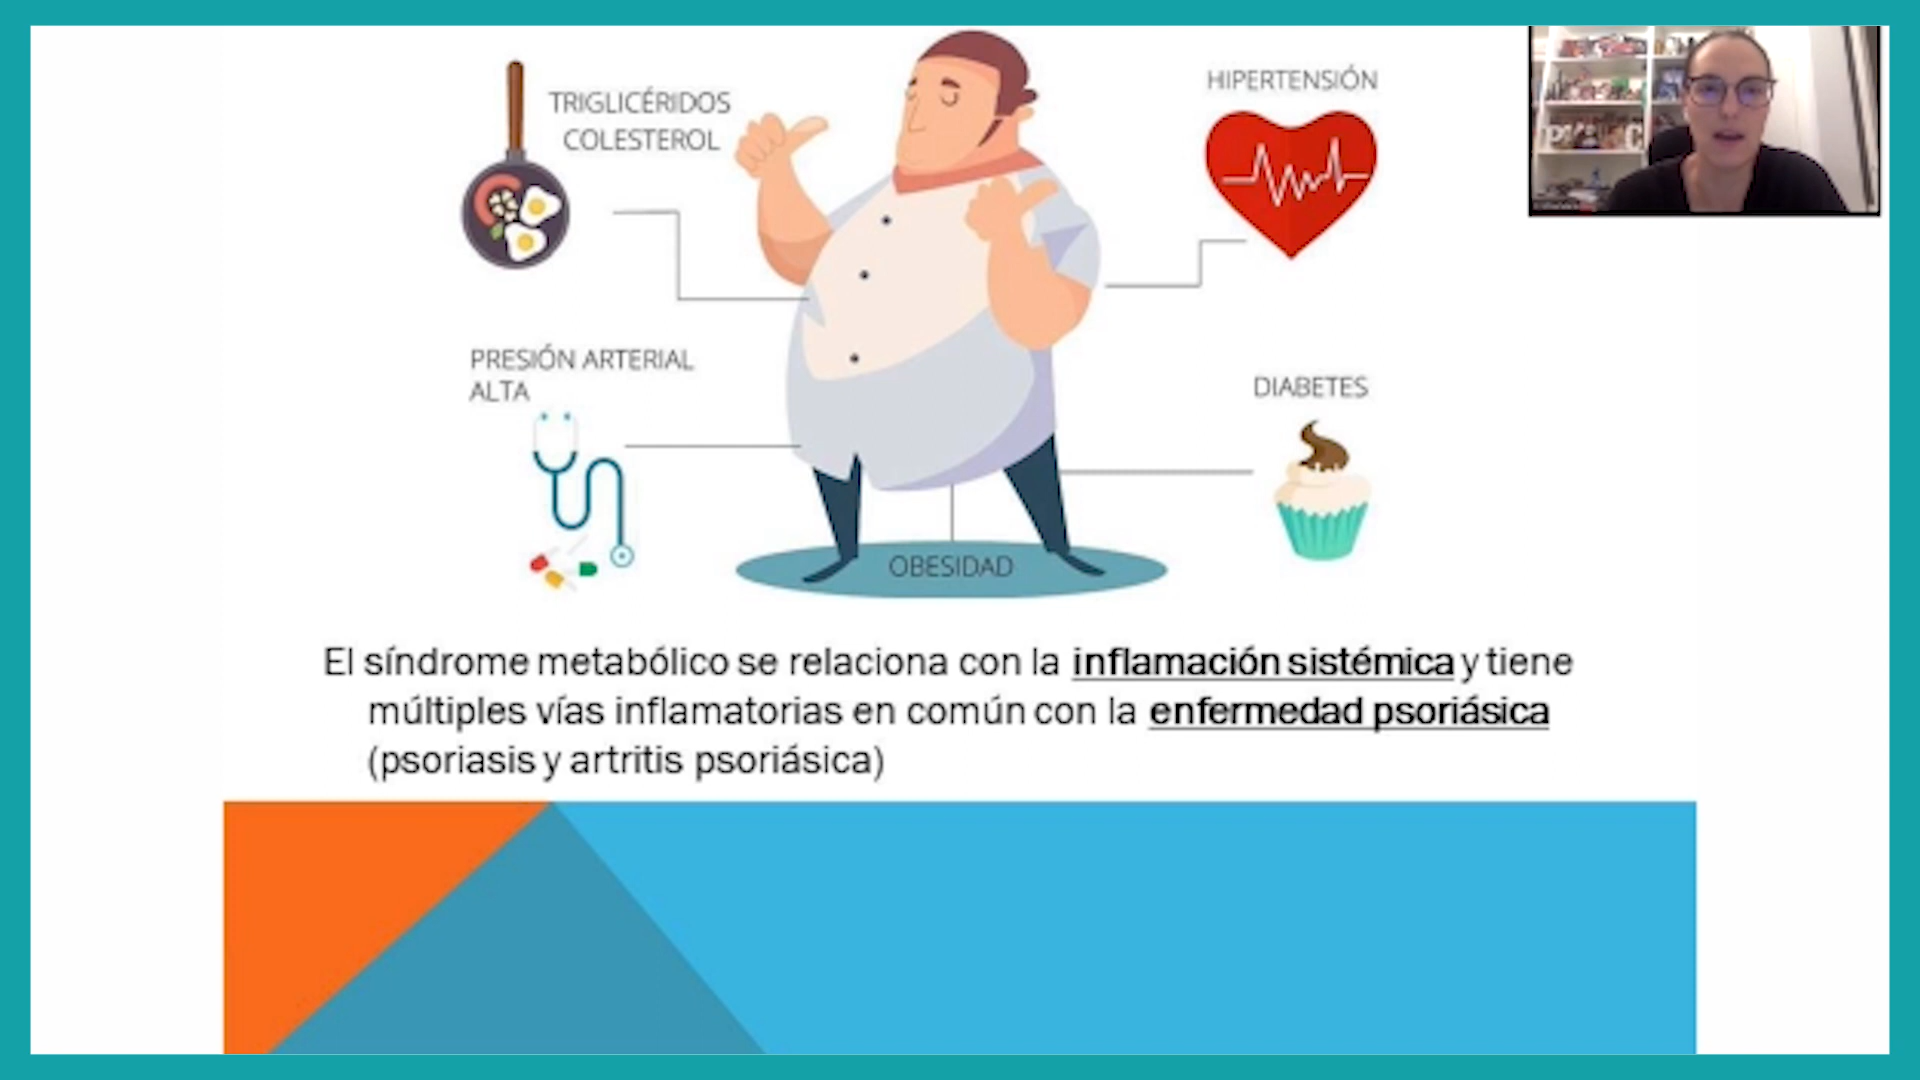 TRIGLICÉRIDOS
COLESTEROL
HIPERTENSIÓN
PRESIÓN ARTERIAL
ALTA
DIABETES
OBESIDAD
El síndrome metabólico se relaciona con la inflamación sistémica y tiene
múltiples vías inflamatorias en común con la enfermedad psoriásica
(psoriasis y artritis psoriásica)